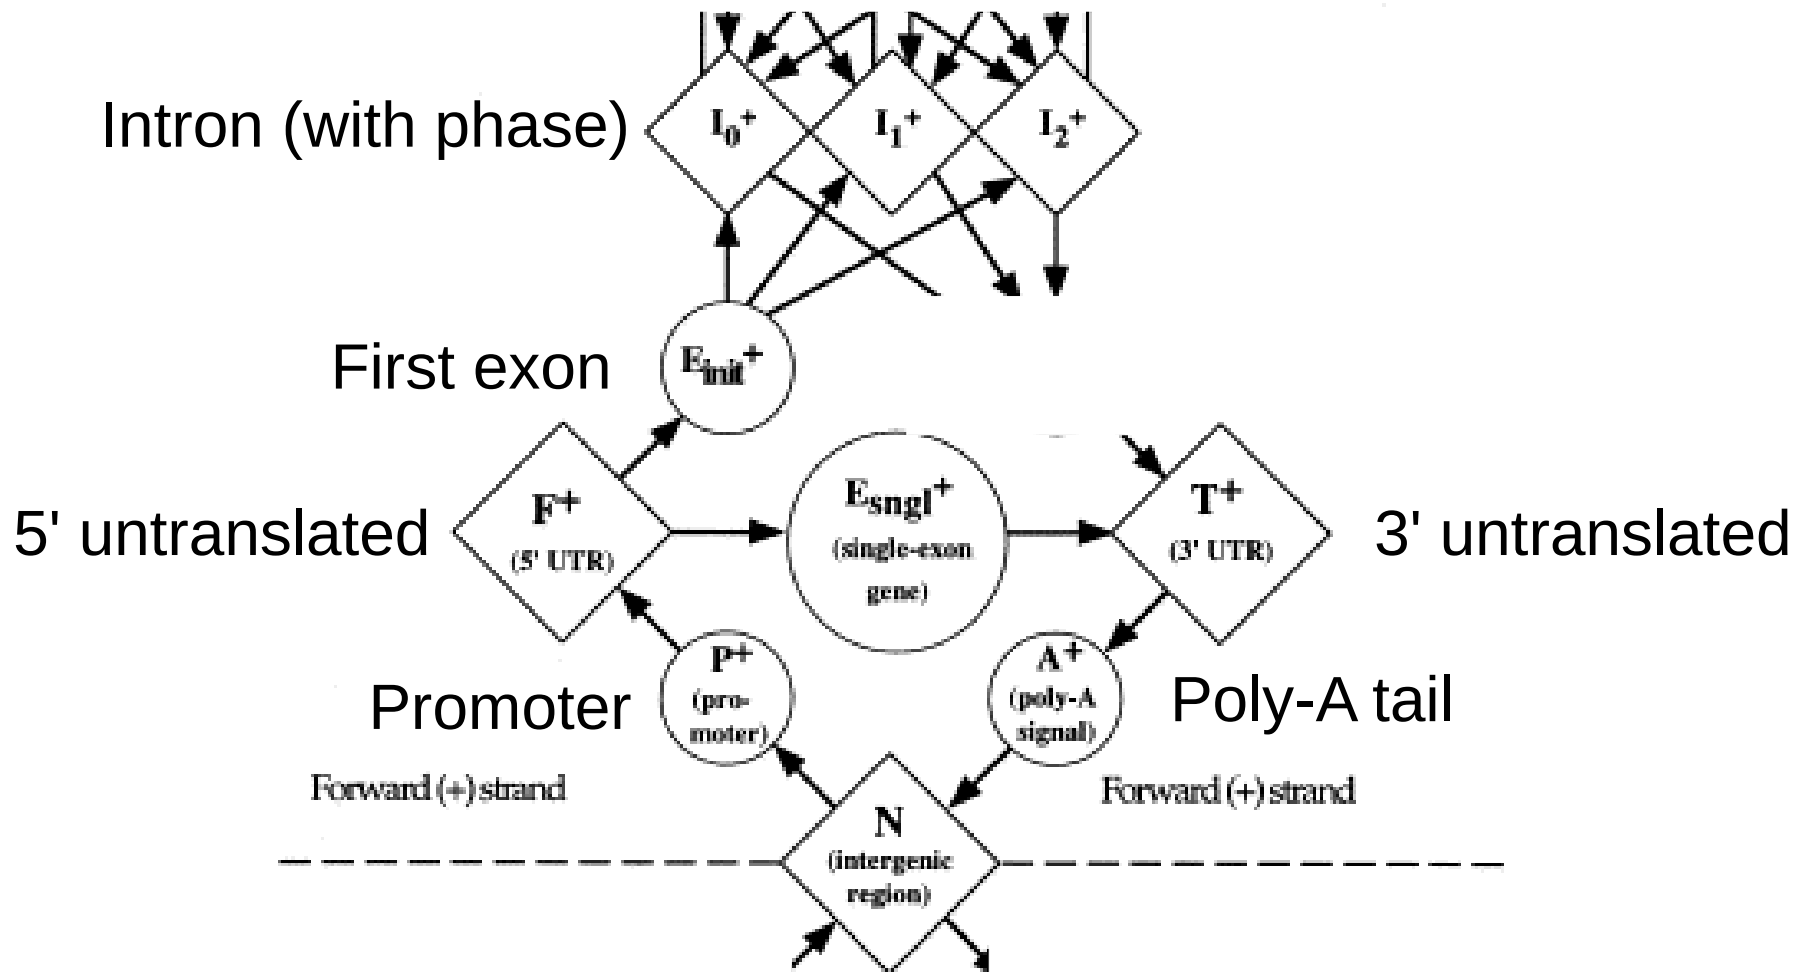 Intron (with phase)
I0+
I1+
I2+
First exon
Einit+
5' untranslated
F+
(5' UTR)
Esngl+
(single-exon
gene)
T+
(3' UTR)
3' untranslated
Promoter
P+
(pro-
moter)
A+
(poly-A
signal)
Poly-A tail
Forward (+) strand
Forward (+) strand
N
(intergenic
region)